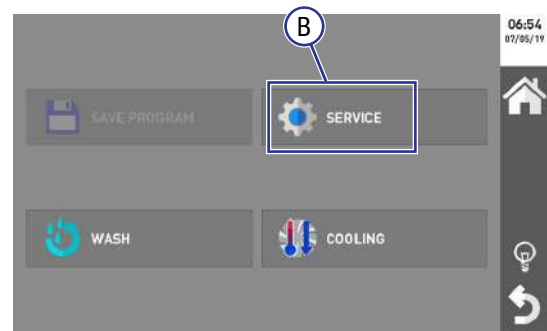 B
06:54
07/05/19
SAVE PROGRAM
SERVICE
WASH
COOLING